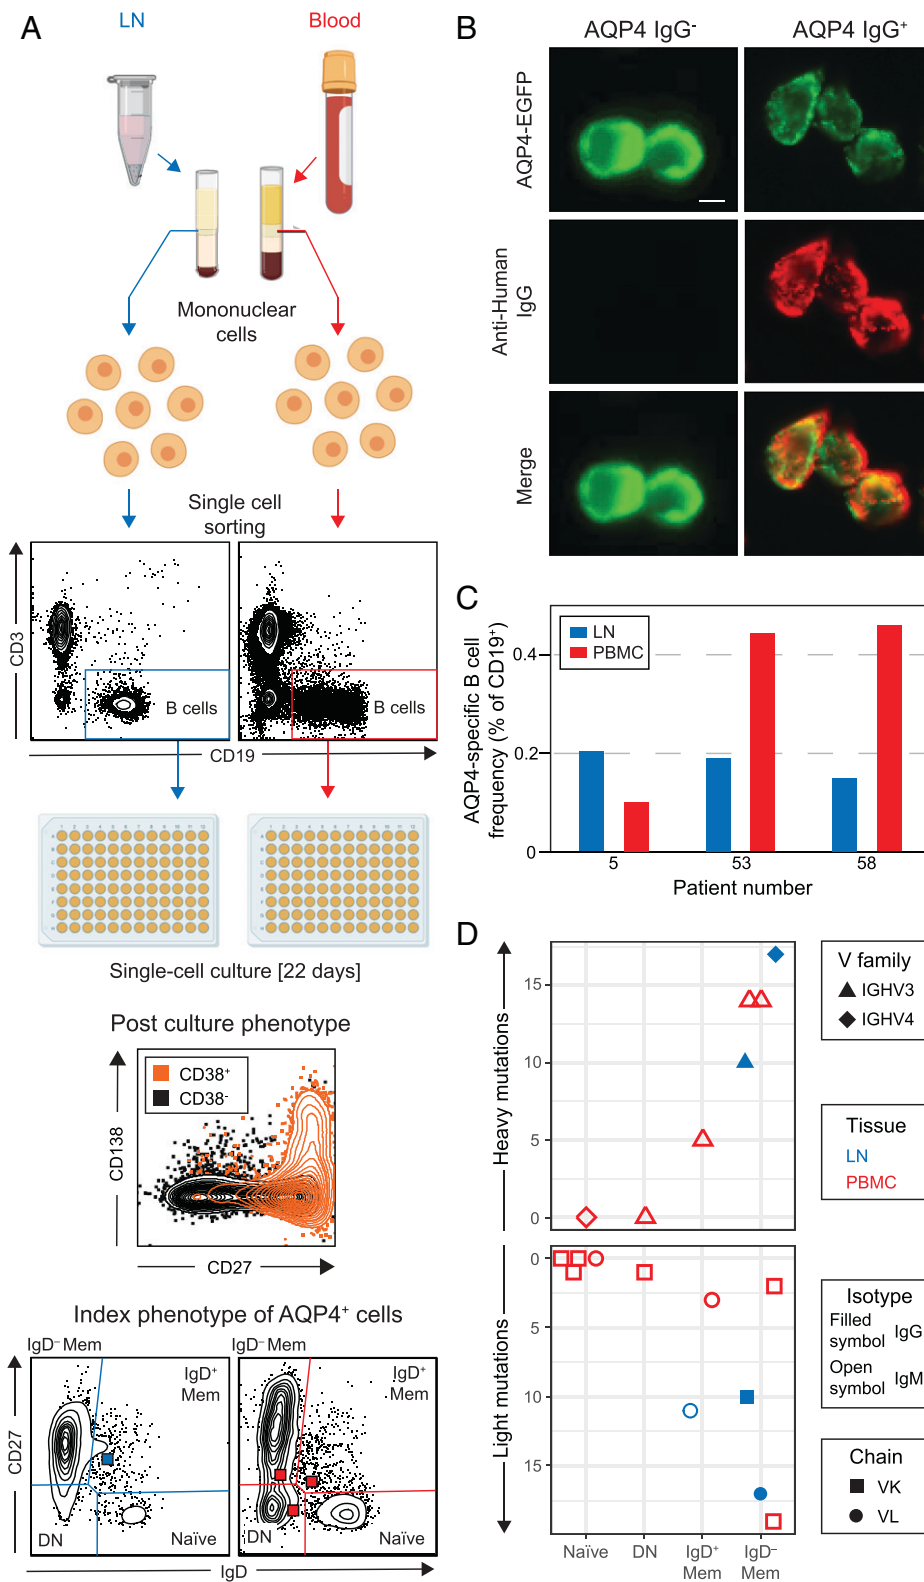 A
LN
Blood
Mononuclear
cells
Single cell
sorting
CD3
B cells
B cells
CD19
Single-cell culture [22 days]
Post culture phenotype
CD138
CD38⁺
CD38⁻
CD27
Index phenotype of AQP4⁺ cells
IgD⁻ Mem
IgD⁻ Mem
CD27
IgD⁺
Mem
IgD⁺
Mem
DN
Naïve
DN
Naïve
IgD
B
AQP4 IgG⁻
AQP4 IgG⁺
AQP4-EGFP
Anti-Human
IgG
Merge
C
AQP4-specific B cell
frequency (% of CD19⁺)
LN
PBMC
0.4
0.2
0
5
53
58
Patient number
D
Heavy mutations
15
10
5
0
Light mutations
0
5
10
15
Naïve
DN
IgD⁺
Mem
IgD⁻
Mem
V family
IGHV3
IGHV4
Tissue
LN
PBMC
Isotype
Filled
symbol
IgG
Open
symbol
IgM
Chain
VK
VL